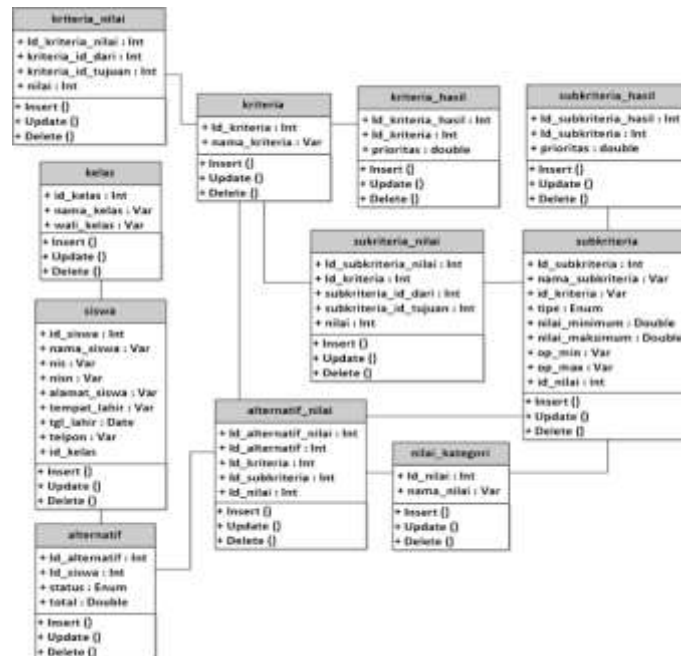 kriteria_nilai
+ Id_kriteria_nilai : Int
+ kriteria_id_dari : Int
+ kriteria_id_tujuan : Int
+ nilai : Int
+ Insert ()
+ Update ()
+ Delete ()
kriteria
+ Id_kriteria : Int
+ nama_kriteria : Var
+ Insert ()
+ Update ()
+ Delete ()
kriteria_hasil
+ Id_kriteria_hasil : Int
+ Id_kriteria : Int
+ prioritas : double
+ Insert ()
+ Update ()
+ Delete ()
subkriteria_hasil
+ Id_subkriteria_hasil : Int
+ Id_subkriteria : Int
+ prioritas : double
+ Insert ()
+ Update ()
+ Delete ()
kelas
+ id_kelas : Int
+ nama_kelas : Var
+ wali_kelas : Var
+ Insert ()
+ Update ()
+ Delete ()
sukriteria_nilai
+ Id_subkriteria_nilai : Int
+ Id_kriteria : Int
+ subkriteria_id_dari : Int
+ subkriteria_id_tujuan : Int
+ nilai : Int
+ Insert ()
+ Update ()
+ Delete ()
subkriteria
+ Id_subkriteria : Int
+ nama_subkriteria : Var
+ id_kriteria : Var
+ tipe : Enum
+ nilai_minimum : Double
+ nilai_maksimum : Double
+ op_min : Var
+ op_max : Var
+ id_nilai : Int
+ Insert ()
+ Update ()
+ Delete ()
siswa
+ id_siswa : Int
+ nama_siswa : Var
+ nis : Var
+ nisn : Var
+ alamat_siswa : Var
+ tempat_lahir : Var
+ tgl_lahir : Date
+ telpon : Var
+ id_kelas
+ Insert ()
+ Update ()
+ Delete ()
alternatif_nilai
+ Id_alternatif_nilai : Int
+ Id_alternatif : Int
+ Id_kriteria : Int
+ Id_subkriteria : Int
+ Id_nilai : Int
+ Insert ()
+ Update ()
+ Delete ()
nilai_kategori
+ Id_nilai : Int
+ nama_nilai : Var
+ Insert ()
+ Update ()
+ Delete ()
alternatif
+ Id_alternatif : Int
+ Id_siswa : Int
+ status : Enum
+ total : Double
+ Insert ()
+ Update ()
+ Delete ()